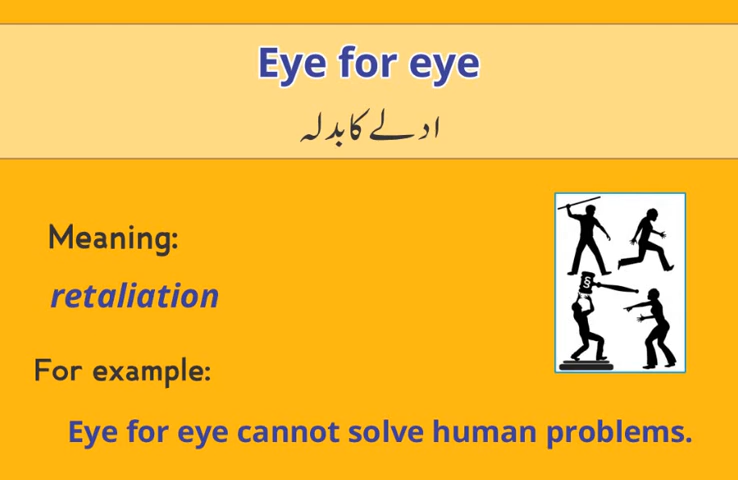 Eye for eye
ادلے کا بدلہ
Meaning:
retaliation
§
For example:
Eye for eye cannot solve human problems.